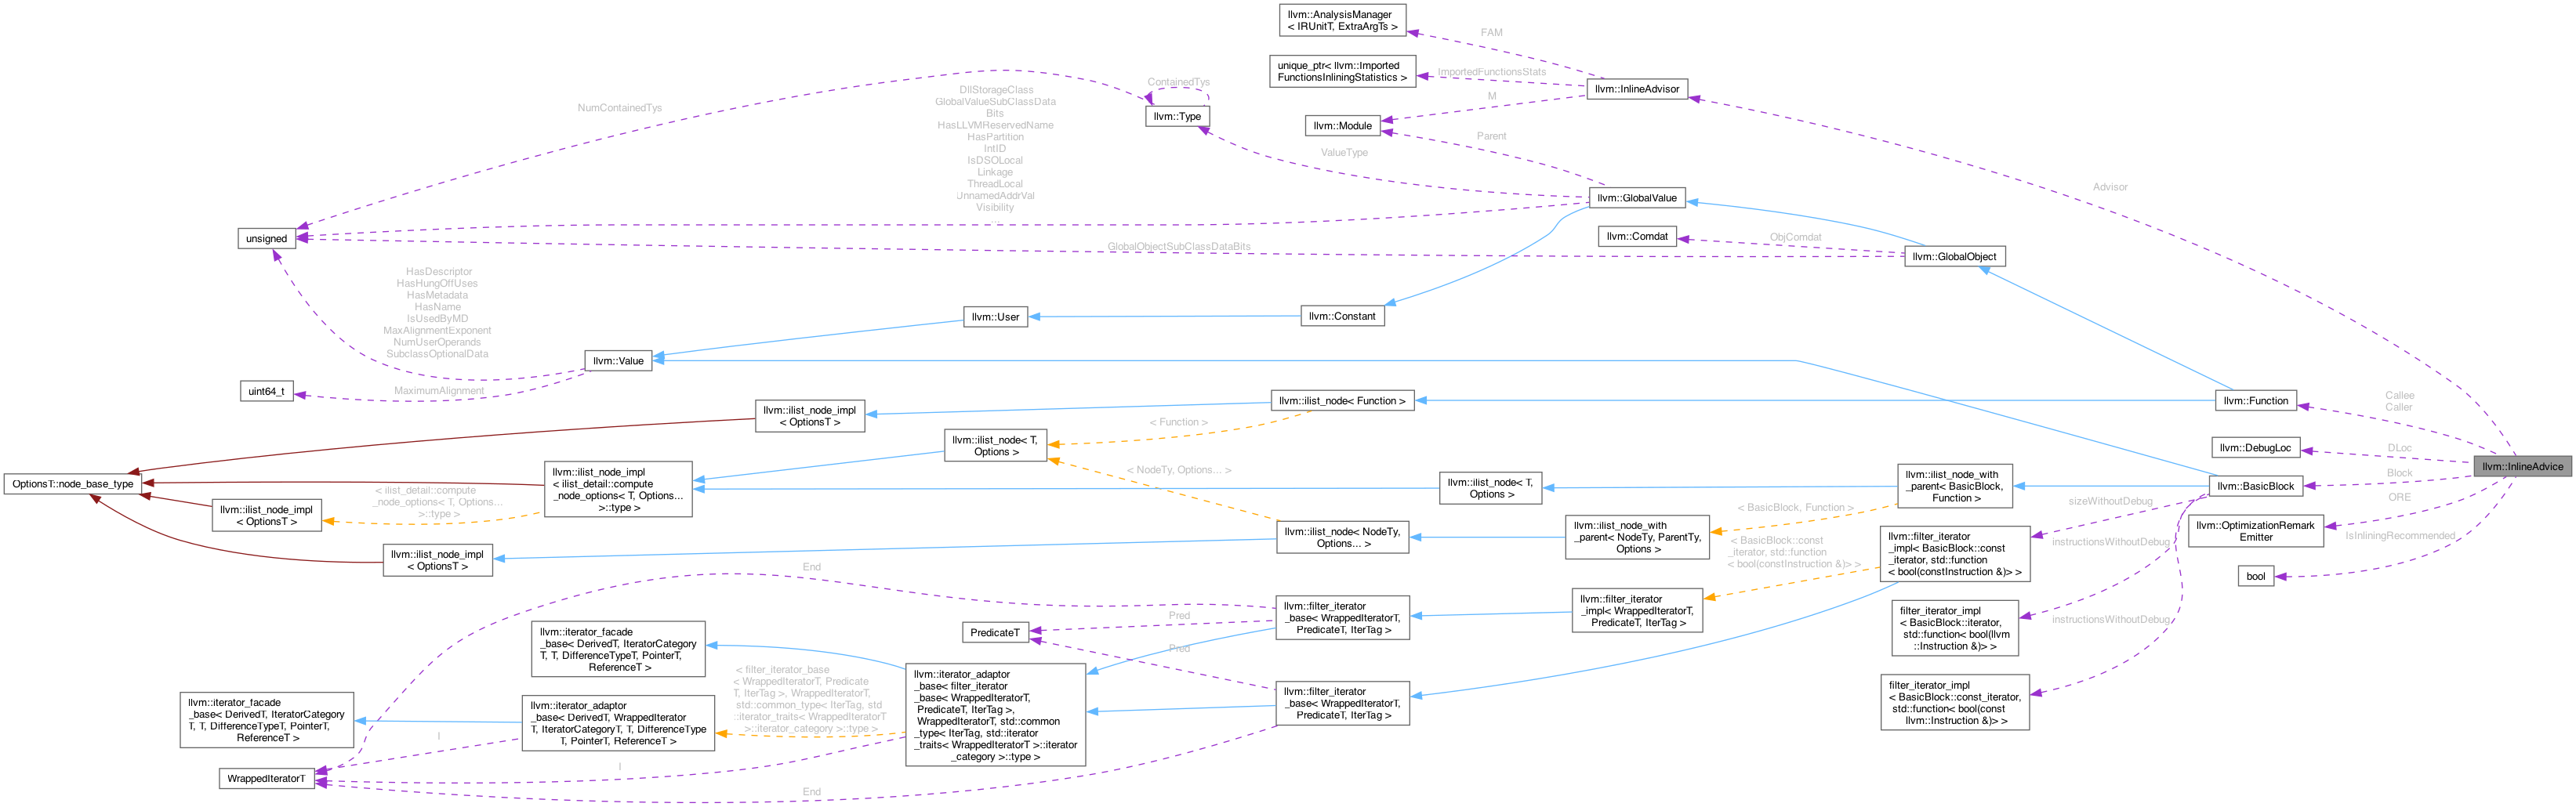 llvm::AnalysisManager
< IRUnitT, ExtraArgTs >
FAM
unique_ptr< llvm::Imported
FunctionsInliningStatistics >
ImportedFunctionsStats
llvm::InlineAdvisor
M
llvm::Module
Parent
ContainedTys
llvm::Type
NumContainedTys
DllStorageClass
GlobalValueSubClassData
Bits
HasLLVMReservedName
HasPartition
IntID
IsDSOLocal
Linkage
ThreadLocal
UnnamedAddrVal
Visibility
...
ValueType
llvm::GlobalValue
Advisor
unsigned
GlobalObjectSubClassDataBits
llvm::Comdat
ObjComdat
llvm::GlobalObject
HasDescriptor
HasHungOffUses
HasMetadata
HasName
IsUsedByMD
MaxAlignmentExponent
NumUserOperands
SubclassOptionalData
llvm::User
llvm::Constant
llvm::Value
uint64_t
MaximumAlignment
llvm::ilist_node_impl
< OptionsT >
llvm::ilist_node< Function >
llvm::Function
Callee
Caller
< Function >
llvm::ilist_node< T,
Options >
llvm::DebugLoc
DLoc
llvm::InlineAdvice
OptionsT::node_base_type
llvm::ilist_node_impl
< ilist_detail::compute
_node_options< T, Options...
>::type >
< NodeTy, Options... >
llvm::ilist_node< T,
Options >
llvm::ilist_node_with
_parent< BasicBlock,
Function >
llvm::BasicBlock
Block
ORE
< ilist_detail::compute
_node_options< T, Options...
>::type >
llvm::ilist_node_impl
< OptionsT >
< BasicBlock, Function >
sizeWithoutDebug
llvm::OptimizationRemark
Emitter
llvm::ilist_node< NodeTy,
Options... >
llvm::ilist_node_with
_parent< NodeTy, ParentTy,
Options >
< BasicBlock::const
_iterator, std::function
< bool(constInstruction &)> >
llvm::filter_iterator
_impl< BasicBlock::const
_iterator, std::function
< bool(constInstruction &)> >
instructionsWithoutDebug
IsInliningRecommended
llvm::ilist_node_impl
< OptionsT >
bool
End
llvm::filter_iterator
_base< WrappedIteratorT,
PredicateT, IterTag >
llvm::filter_iterator
_impl< WrappedIteratorT,
PredicateT, IterTag >
filter_iterator_impl
< BasicBlock::iterator,
std::function< bool(llvm
::Instruction &)> >
instructionsWithoutDebug
Pred
PredicateT
Pred
llvm::iterator_facade
_base< DerivedT, IteratorCategory
T, T, DifferenceTypeT, PointerT,
ReferenceT >
< filter_iterator_base
< WrappedIteratorT, Predicate
T, IterTag >, WrappedIteratorT,
std::common_type< IterTag, std
::iterator_traits< WrappedIteratorT
>::iterator_category >::type >
llvm::iterator_adaptor
_base< filter_iterator
_base< WrappedIteratorT,
PredicateT, IterTag >,
WrappedIteratorT, std::common
_type< IterTag, std::iterator
_traits< WrappedIteratorT >::iterator
_category >::type >
llvm::filter_iterator
_base< WrappedIteratorT,
PredicateT, IterTag >
filter_iterator_impl
< BasicBlock::const_iterator,
std::function< bool(const
llvm::Instruction &)> >
llvm::iterator_facade
_base< DerivedT, IteratorCategory
T, T, DifferenceTypeT, PointerT,
ReferenceT >
llvm::iterator_adaptor
_base< DerivedT, WrappedIterator
T, IteratorCategoryT, T, DifferenceType
T, PointerT, ReferenceT >
I
I
WrappedIteratorT
End